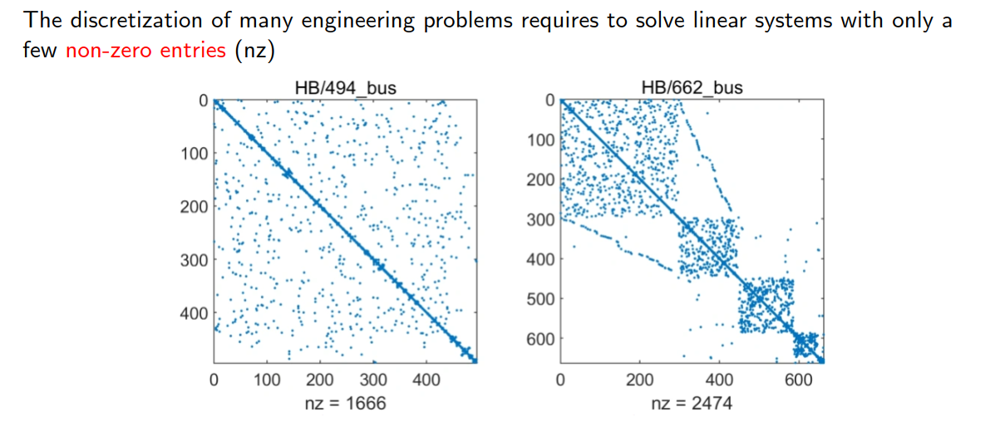 The discretization of many engineering problems requires to solve linear systems with only a
few non-zero entries (nz)
HB/494_bus
0
100
200
300
400
0 100 200 300 400
nz = 1666
HB/662_bus
0
100
200
300
400
500
600
0 200 400 600
nz = 2474